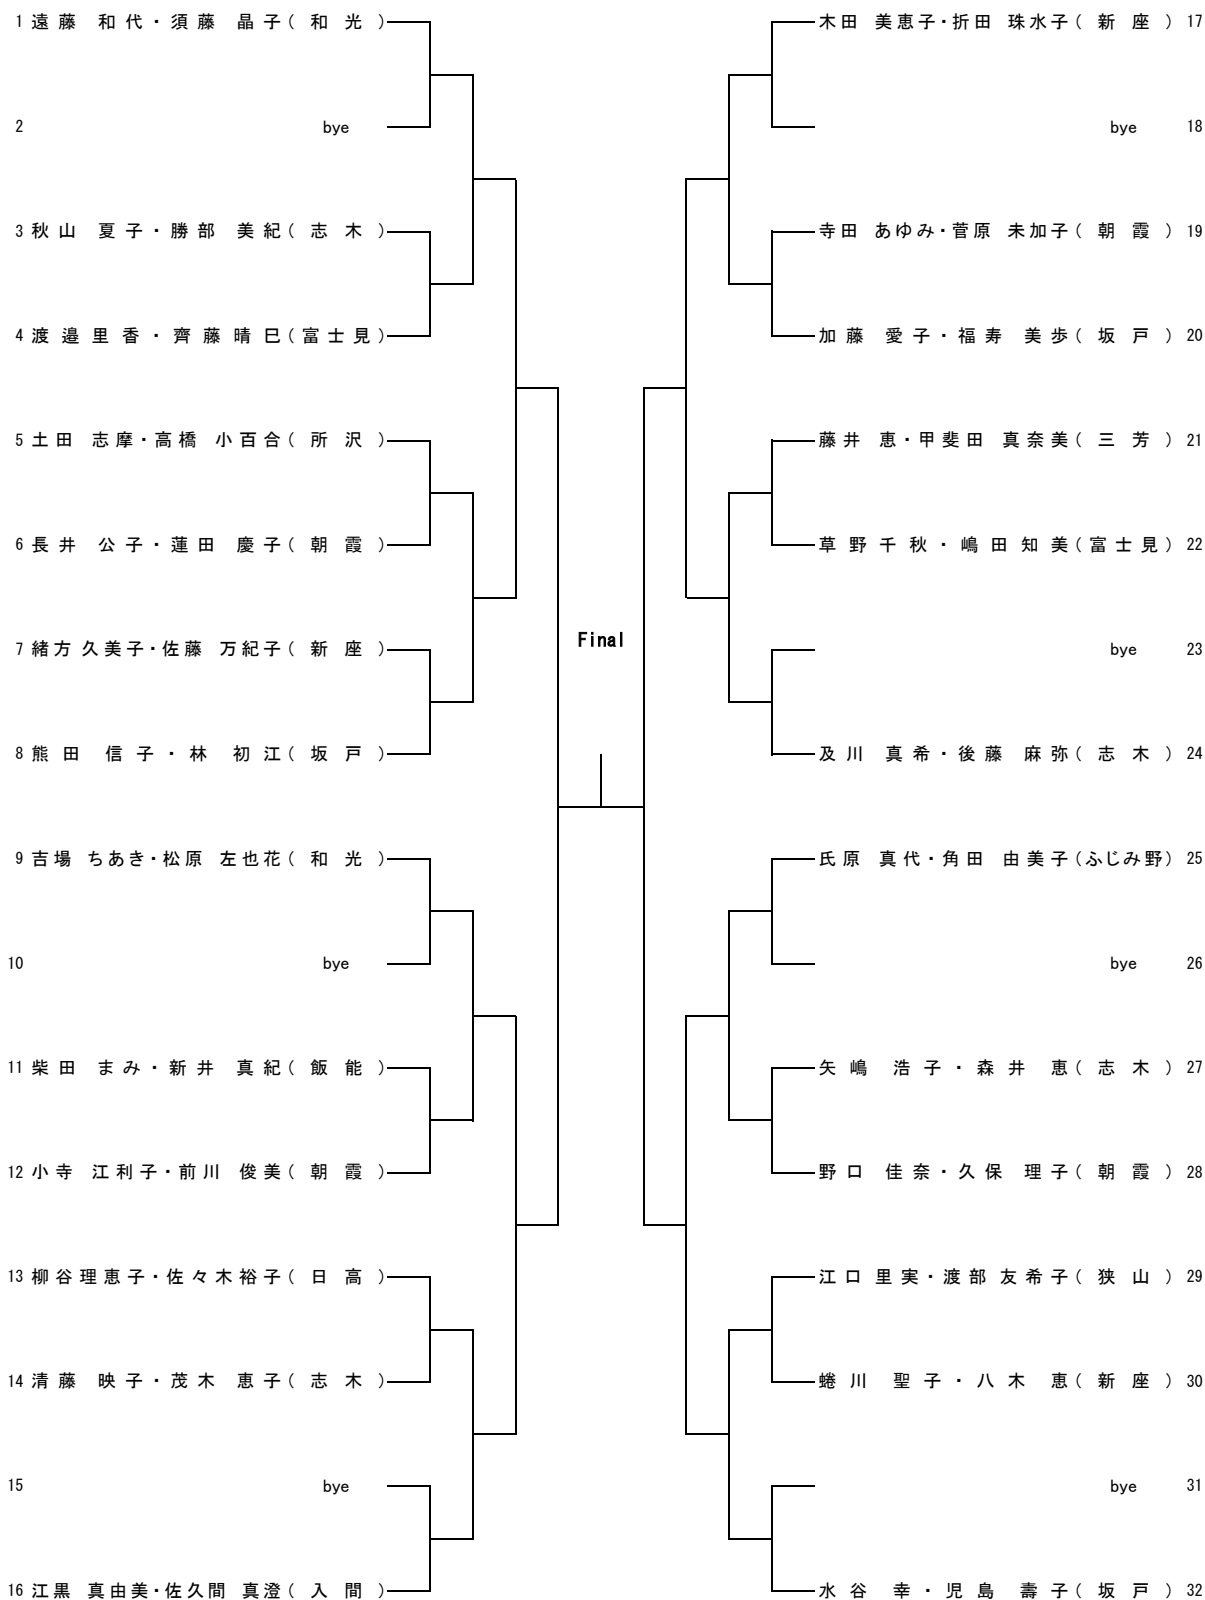 1 遠藤 和代・須藤 晶子(和光)
2 bye
3 秋山 夏子・勝部 美紀(志木)
4 渡邉里香・齊藤晴巳(富士見)
5 土田 志摩・高橋 小百合(所沢)
6 長井 公子・蓮田 慶子(朝霞)
7 緒方 久美子・佐藤 万紀子(新座)
8 熊田 信子・林 初江(坂戸)
9 吉場 ちあき・松原 左也花(和光)
10 bye
11 柴田 まみ・新井 真紀(飯能)
12 小寺 江利子・前川 俊美(朝霞)
13 柳谷理恵子・佐々木裕子(日高)
14 清藤 映子・茂木 恵子(志木)
15 bye
16 江黒 真由美・佐久間 真澄(入間)
Final
木田 美恵子・折田 珠水子(新座) 17
bye 18
寺田 あゆみ・菅原 未加子(朝霞) 19
加藤 愛子・福寿 美歩(坂戸) 20
藤井 恵・甲斐田 真奈美(三芳) 21
草野千秋・嶋田知美(富士見) 22
bye 23
及川 真希・後藤 麻弥(志木) 24
氏原 真代・角田 由美子(ふじみ野) 25
bye 26
矢嶋 浩子・森井 恵(志木) 27
野口 佳奈・久保 理子(朝霞) 28
江口 里実・渡部 友希子(狭山) 29
蜷川 聖子・八木 恵(新座) 30
bye 31
水谷 幸・児島 壽子(坂戸) 32